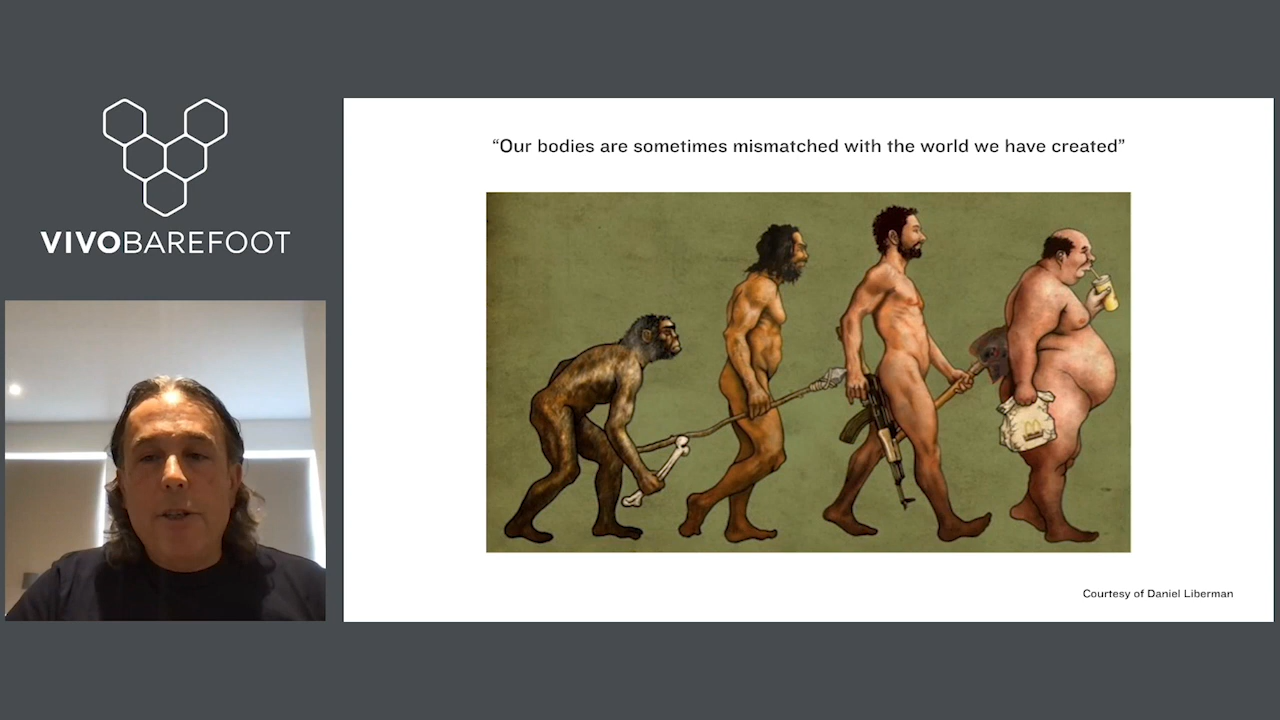 VIVOBAREFOOT
“Our bodies are sometimes mismatched with the world we have created”
Courtesy of Daniel Liberman